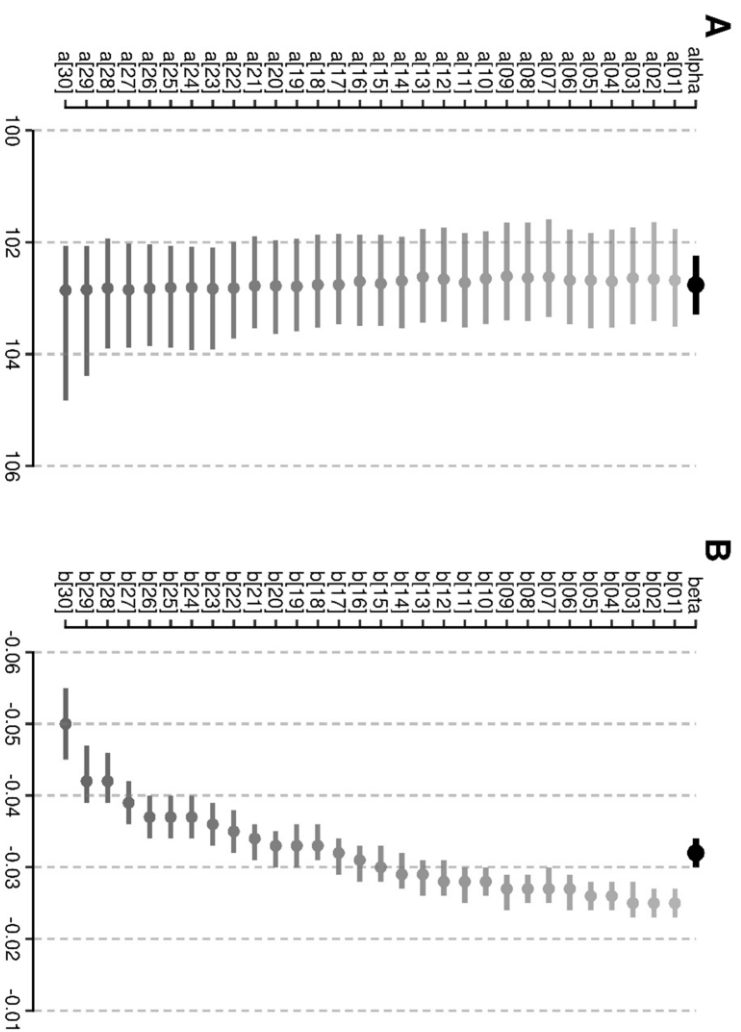 A
alpha
a[01]
a[02]
a[03]
a[04]
a[05]
a[06]
a[07]
a[08]
a[09]
a[10]
a[11]
a[12]
a[13]
a[14]
a[15]
a[16]
a[17]
a[18]
a[19]
a[20]
a[21]
a[22]
a[23]
a[24]
a[25]
a[26]
a[27]
a[28]
a[29]
a[30]
100
102
104
106
B
beta
b[01]
b[02]
b[03]
b[04]
b[05]
b[06]
b[07]
b[08]
b[09]
b[10]
b[11]
b[12]
b[13]
b[14]
b[15]
b[16]
b[17]
b[18]
b[19]
b[20]
b[21]
b[22]
b[23]
b[24]
b[25]
b[26]
b[27]
b[28]
b[29]
b[30]
-0.06
-0.05
-0.04
-0.03
-0.02
-0.01